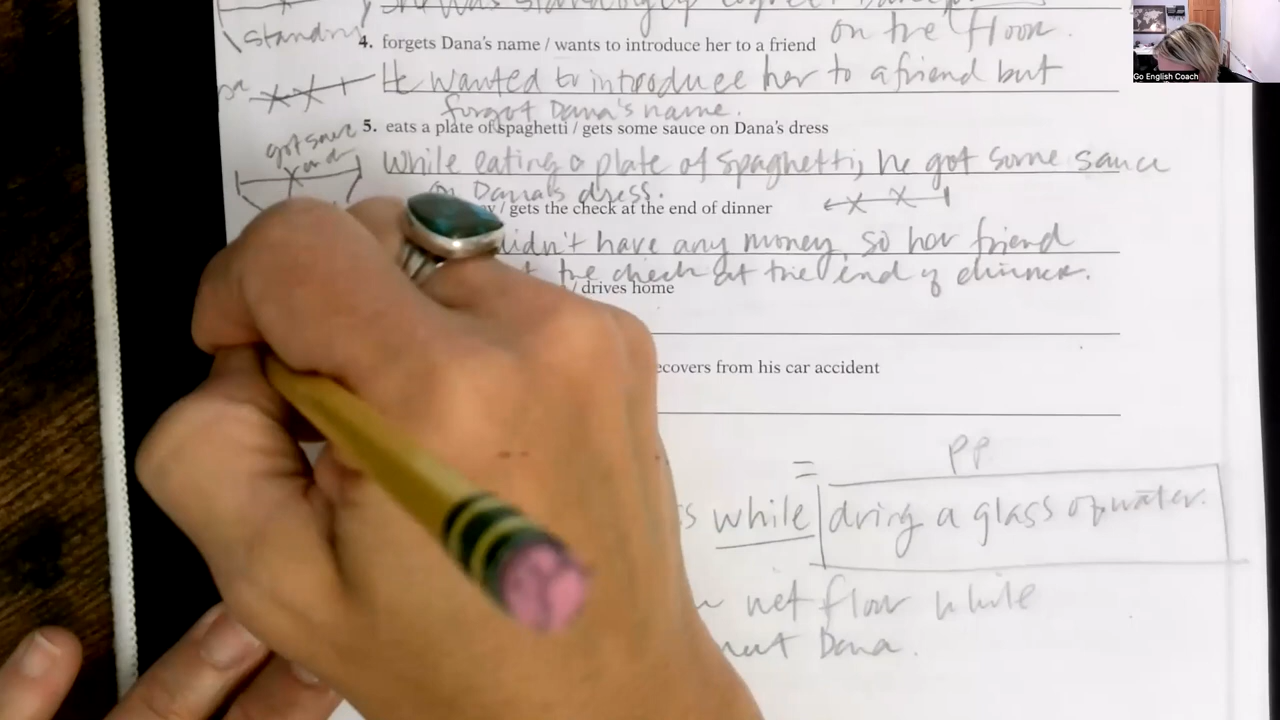 on the floor.
\standing
4. forgets Dana's name / wants to introduce her to a friend
He wanted to introduce her to a friend but
forgot Dana's name.
5. eats a plate of spaghetti / gets some sauce on Dana's dress
got sauce
and
While eating a plate of spaghetti, he got some sauce
on Dana's dress.
/ gets the check at the end of dinner
didn't have any money, so her friend
the check at the end of dinner.
/ drives home
recovers from his car accident
= PP
while driing a glass of water.
wet floor while
Dana.
Go English Coach